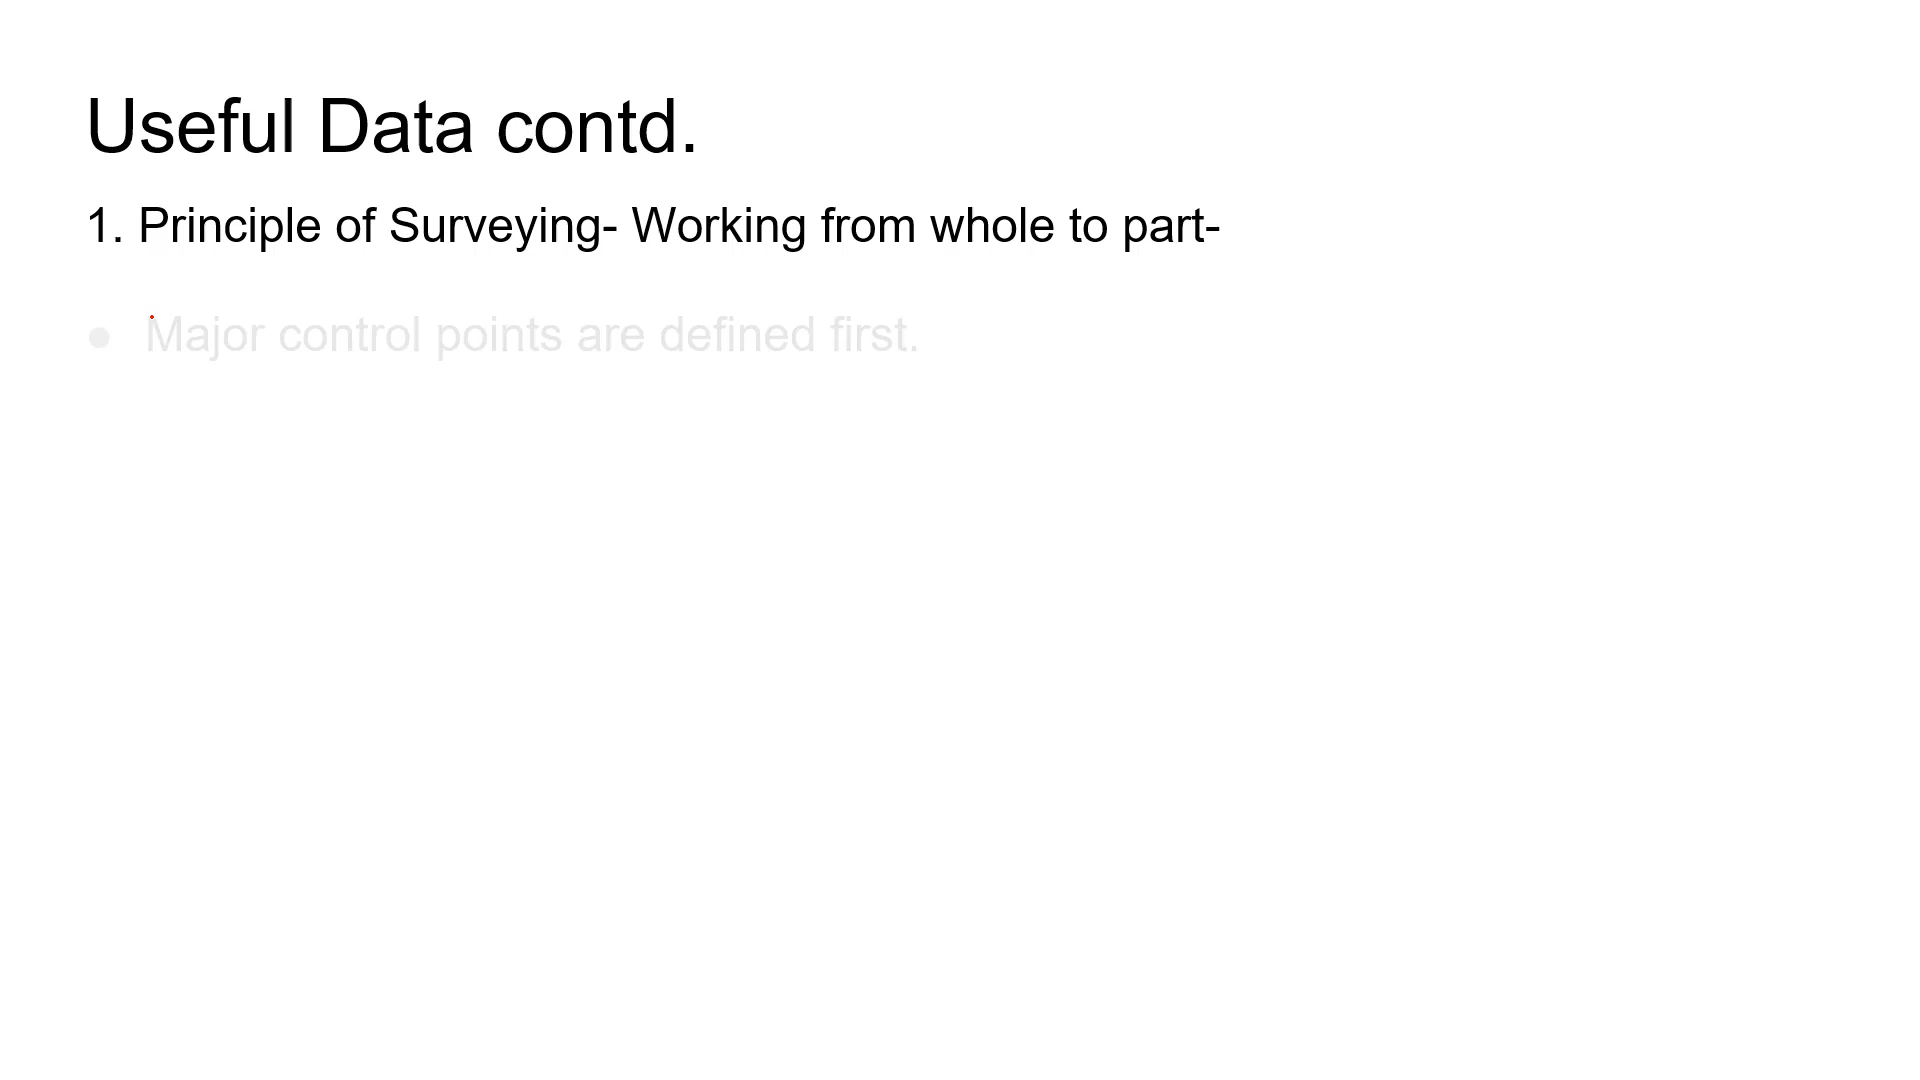 Useful Data contd.
1. Principle of Surveying- Working from whole to part-
● Major control points are defined first.